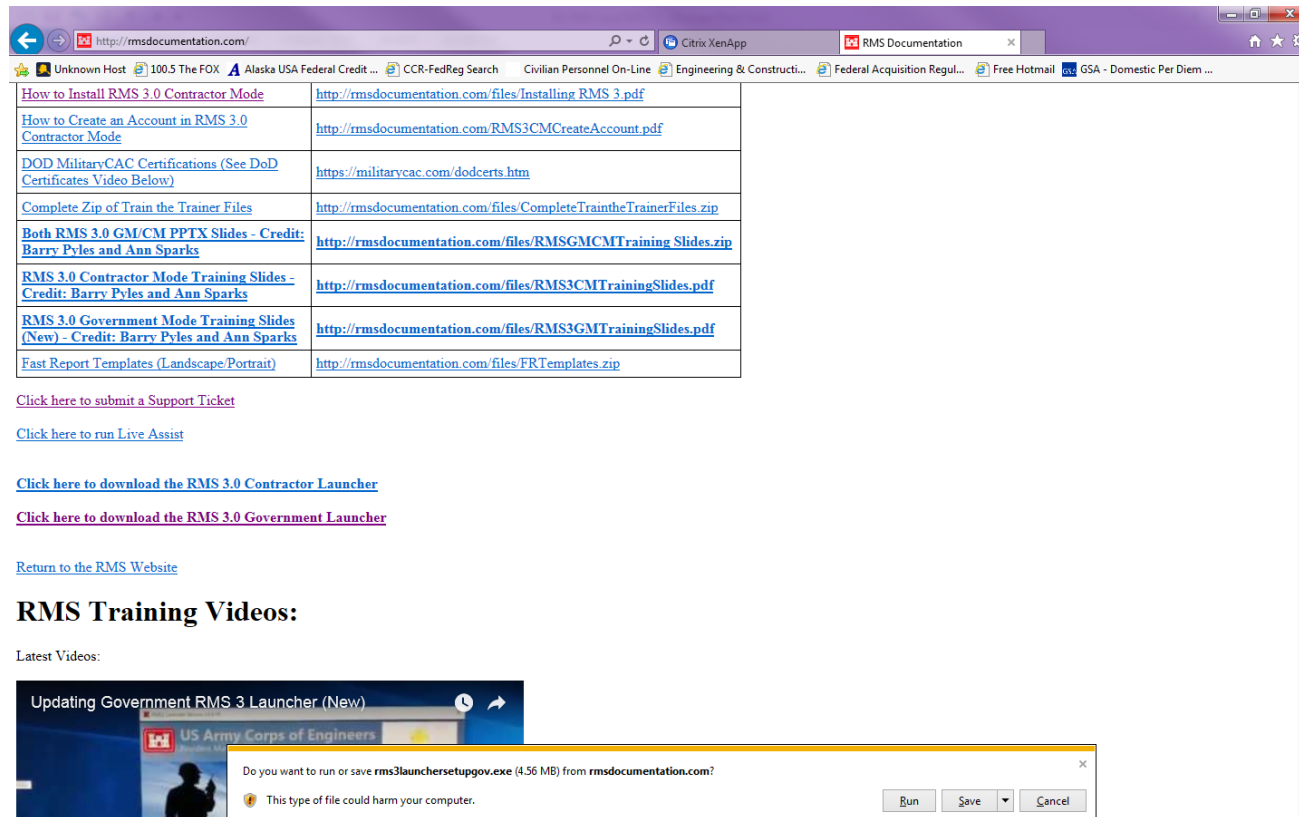 http://rmsdocumentation.com/
Citrix XenApp
RMS Documentation
Unknown Host
100.5 The FOX
Alaska USA Federal Credit ...
CCR-FedReg Search
Civilian Personnel On-Line
Engineering & Constructi...
Federal Acquisition Regul...
Free Hotmail
GSA
GSA - Domestic Per Diem ...
How to Install RMS 3.0 Contractor Mode
http://rmsdocumentation.com/files/Installing RMS 3.pdf
How to Create an Account in RMS 3.0
Contractor Mode
http://rmsdocumentation.com/RMS3CMCreateAccount.pdf
DOD MilitaryCAC Certifications (See DoD
Certificates Video Below)
https://militarycac.com/dodcerts.htm
Complete Zip of Train the Trainer Files
http://rmsdocumentation.com/files/CompleteTraintheTrainerFiles.zip
Both RMS 3.0 GM/CM PPTX Slides - Credit:
Barry Pyles and Ann Sparks
http://rmsdocumentation.com/files/RMSGMCMTraining Slides.zip
RMS 3.0 Contractor Mode Training Slides -
Credit: Barry Pyles and Ann Sparks
http://rmsdocumentation.com/files/RMS3CMTrainingSlides.pdf
RMS 3.0 Government Mode Training Slides
(New) - Credit: Barry Pyles and Ann Sparks
http://rmsdocumentation.com/files/RMS3GMTrainingSlides.pdf
Fast Report Templates (Landscape/Portrait)
http://rmsdocumentation.com/files/FRTemplates.zip
Click here to submit a Support Ticket
Click here to run Live Assist
Click here to download the RMS 3.0 Contractor Launcher
Click here to download the RMS 3.0 Government Launcher
Return to the RMS Website
RMS Training Videos:
Latest Videos:
Updating Government RMS 3 Launcher (New)
US Army Corps of Engineers
Do you want to run or save rms3launchersetupgov.exe (4.56 MB) from rmsdocumentation.com?
This type of file could harm your computer.
Run
Save
Cancel